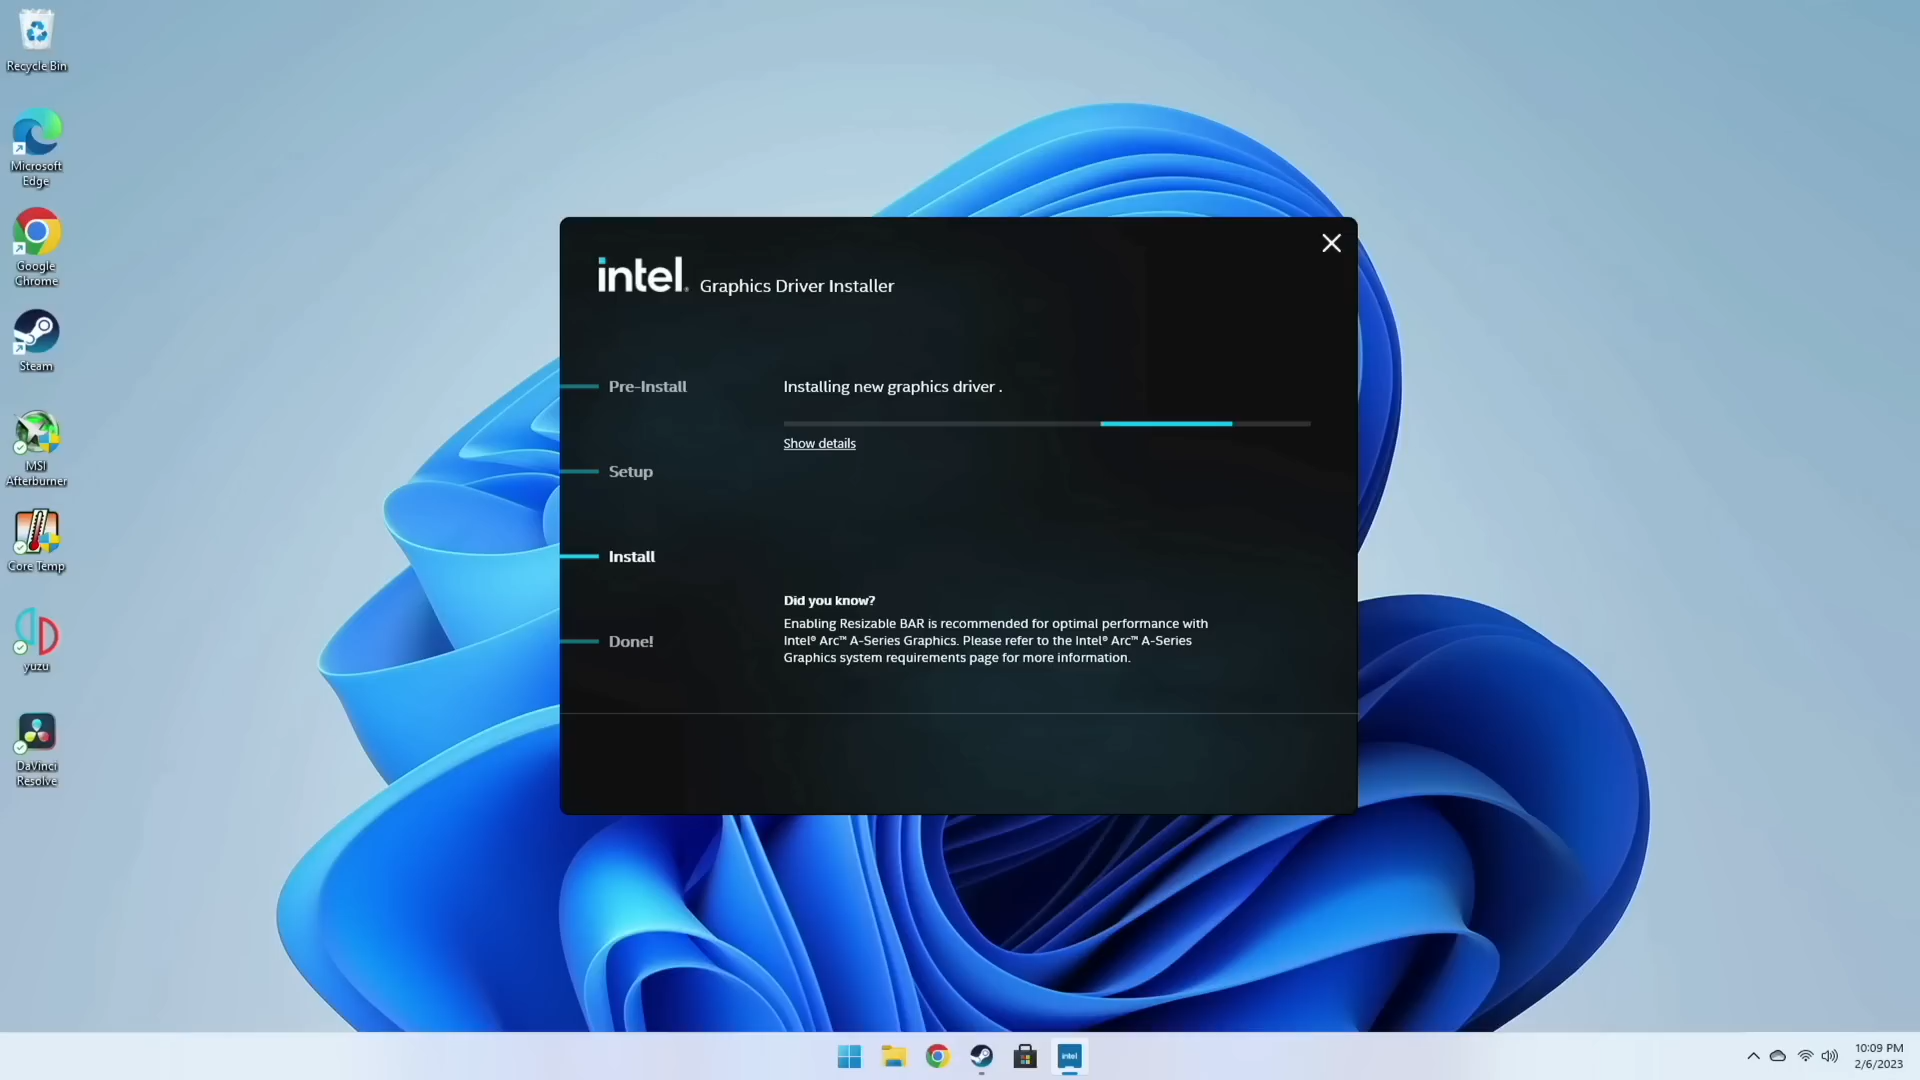 Recycle Bin
Microsoft
Edge
Google
Chrome
Steam
MSI
Afterburner
Core Temp
yuzu
DaVinci
Resolve
intel. Graphics Driver Installer
Pre-Install
Setup
Install
Done!
Installing new graphics driver .
Show details
Did you know?
Enabling Resizable BAR is recommended for optimal performance with
Intel® Arc™ A-Series Graphics. Please refer to the Intel® Arc™ A-Series
Graphics system requirements page for more information.
intel
10:09 PM
2/6/2023